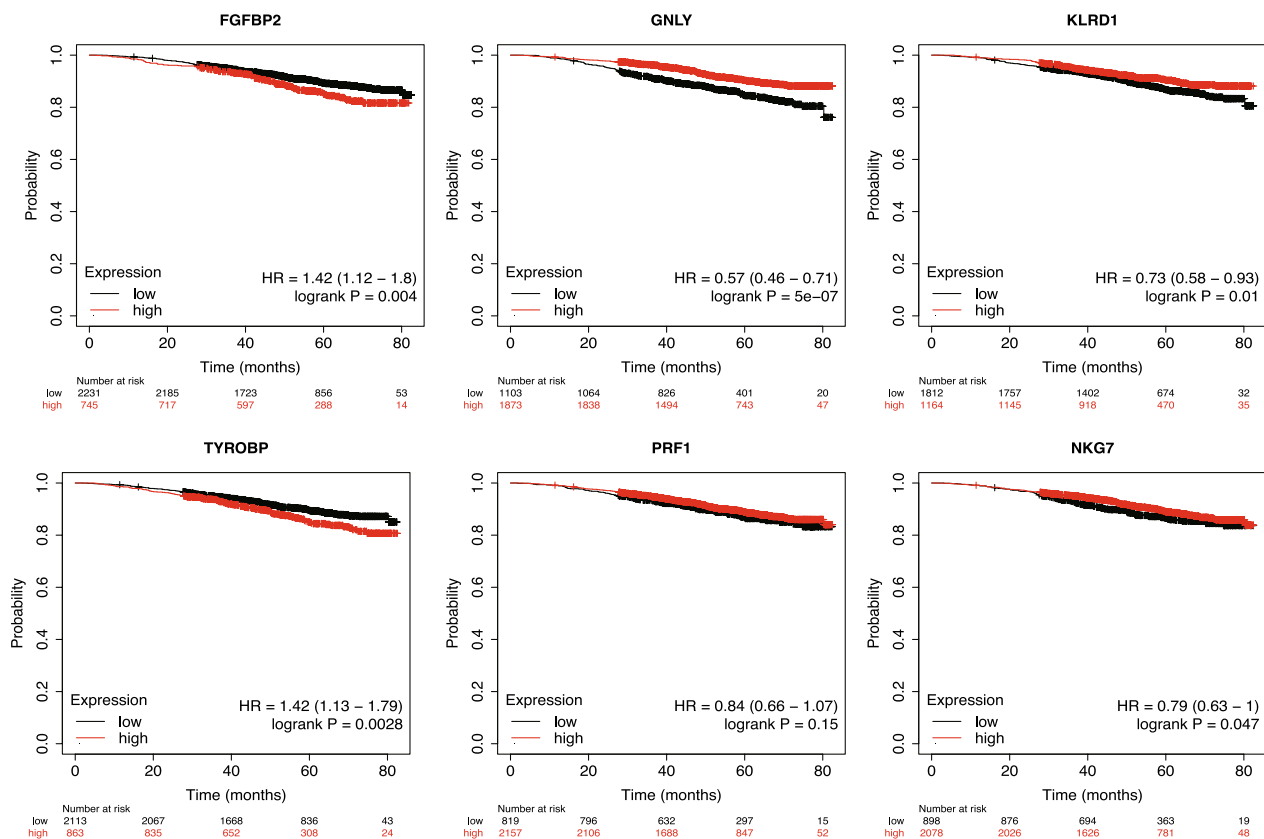 FGFBP2
Probability
1.0
0.8
0.6
0.4
0.2
0.0
Expression
low
high
HR = 1.42 (1.12 − 1.8)
logrank P = 0.004
0 20 40 60 80
Time (months)
Number at risk
low 2231 2185 1723 856 53
high 745 717 597 288 14
GNLY
Probability
1.0
0.8
0.6
0.4
0.2
0.0
Expression
low
high
HR = 0.57 (0.46 − 0.71)
logrank P = 5e−07
0 20 40 60 80
Time (months)
Number at risk
low 1103 1064 826 401 20
high 1873 1838 1494 743 47
KLRD1
Probability
1.0
0.8
0.6
0.4
0.2
0.0
Expression
low
high
HR = 0.73 (0.58 − 0.93)
logrank P = 0.01
0 20 40 60 80
Time (months)
Number at risk
low 1812 1757 1402 674 32
high 1164 1145 918 470 35
TYROBP
Probability
1.0
0.8
0.6
0.4
0.2
0.0
Expression
low
high
HR = 1.42 (1.13 − 1.79)
logrank P = 0.0028
0 20 40 60 80
Time (months)
Number at risk
low 2113 2067 1668 836 43
high 863 835 652 308 24
PRF1
Probability
1.0
0.8
0.6
0.4
0.2
0.0
Expression
low
high
HR = 0.84 (0.66 − 1.07)
logrank P = 0.15
0 20 40 60 80
Time (months)
Number at risk
low 819 796 632 297 15
high 2157 2106 1688 847 52
NKG7
Probability
1.0
0.8
0.6
0.4
0.2
0.0
Expression
low
high
HR = 0.79 (0.63 − 1)
logrank P = 0.047
0 20 40 60 80
Time (months)
Number at risk
low 898 876 694 363 19
high 2078 2026 1626 781 48